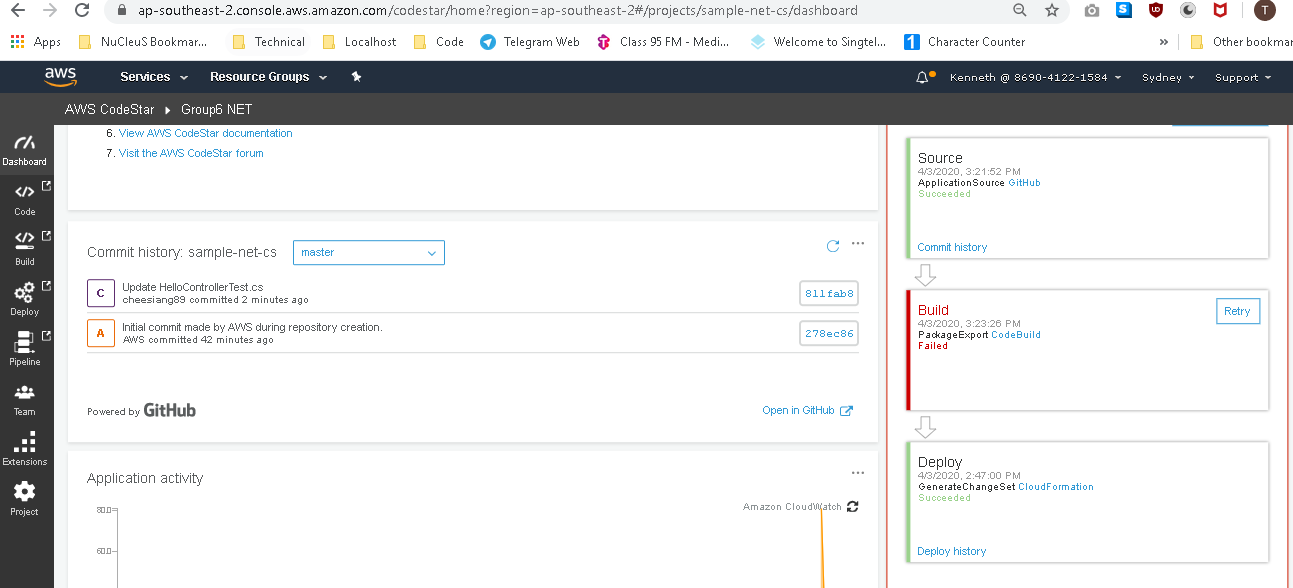 ap-southeast-2.console.aws.amazon.com/codestar/home?region=ap-southeast-2#/projects/sample-net-cs/dashboard
T
Apps
NuCleuS Bookmar...
Technical
Localhost
Code
Telegram Web
Class 95 FM - Medi...
Welcome to Singtel...
1
Character Counter
»
Other bookmar
aws
Services
Resource Groups
Kenneth @ 8690-4122-1584
Sydney
Support
AWS CodeStar
Group6 NET
Dashboard
Code
Build
Deploy
Pipeline
Team
Extensions
Project
6. View AWS CodeStar documentation
7. Visit the AWS CodeStar forum
Commit history: sample-net-cs
master
C
Update HelloControllerTest.cs
cheesiang89 committed 2 minutes ago
811fab8
A
Initial commit made by AWS during repository creation.
AWS committed 42 minutes ago
278ec86
Powered by GitHub
Open in GitHub
Application activity
Amazon CloudWatch
80.0
60.0
Source
4/3/2020, 3:21:52 PM
ApplicationSource GitHub
Succeeded
Commit history
Build
Retry
4/3/2020, 3:23:26 PM
PackageExport CodeBuild
Failed
Deploy
4/3/2020, 2:47:00 PM
GenerateChangeSet CloudFormation
Succeeded
Deploy history